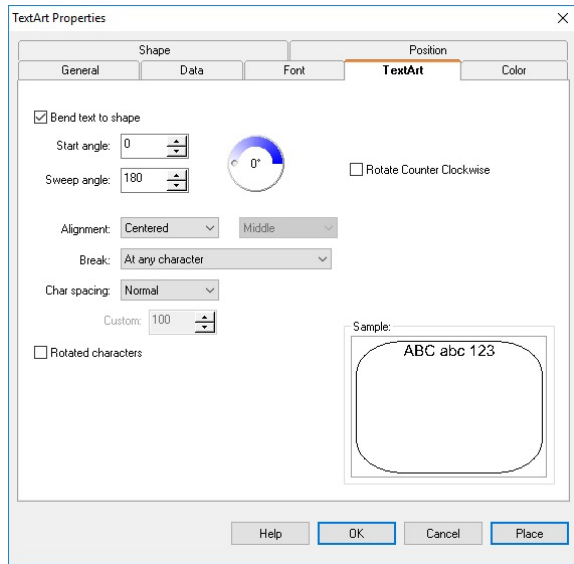 TextArt Properties
Shape Position
General Data Font TextArt Color
Bend text to shape
Start angle: 0
0°
Rotate Counter Clockwise
Sweep angle: 180
Alignment: Centered Middle
Break: At any character
Char spacing: Normal
Custom: 100
Rotated characters
Sample:
ABC abc 123
Help OK Cancel Place